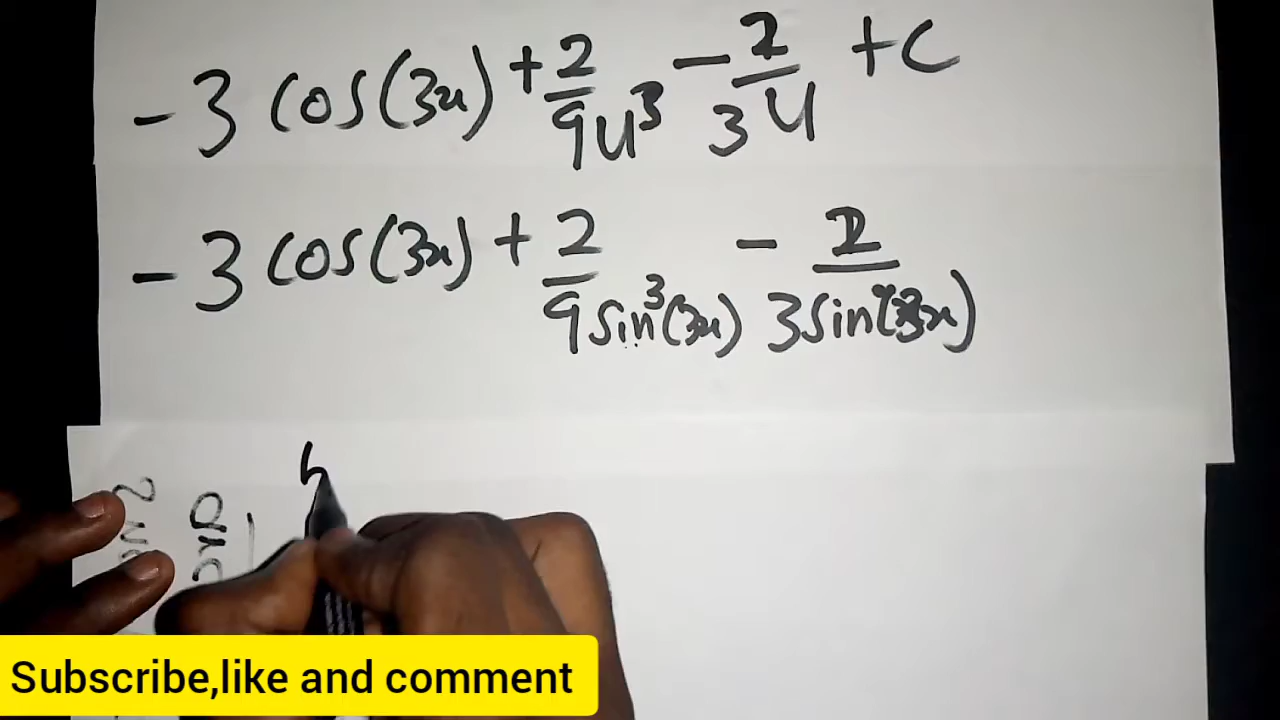 -3 cos(3x) + 2/9u³ - 2/3u + c
-3 cos(3x) + 2/9sin³(3x) - 2/3sin(3x)
Subscribe,like and comment